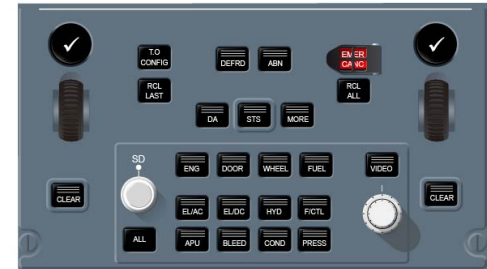 T.O
CONFIG
DEFRD
ABN
EMER
CANC
RCL
LAST
RCL
ALL
DA
STS
MORE
SD
ENG
DOOR
WHEEL
FUEL
VIDEO
CLEAR
CLEAR
EL/AC
EL/DC
HYD
F/CTL
ALL
APU
BLEED
COND
PRESS